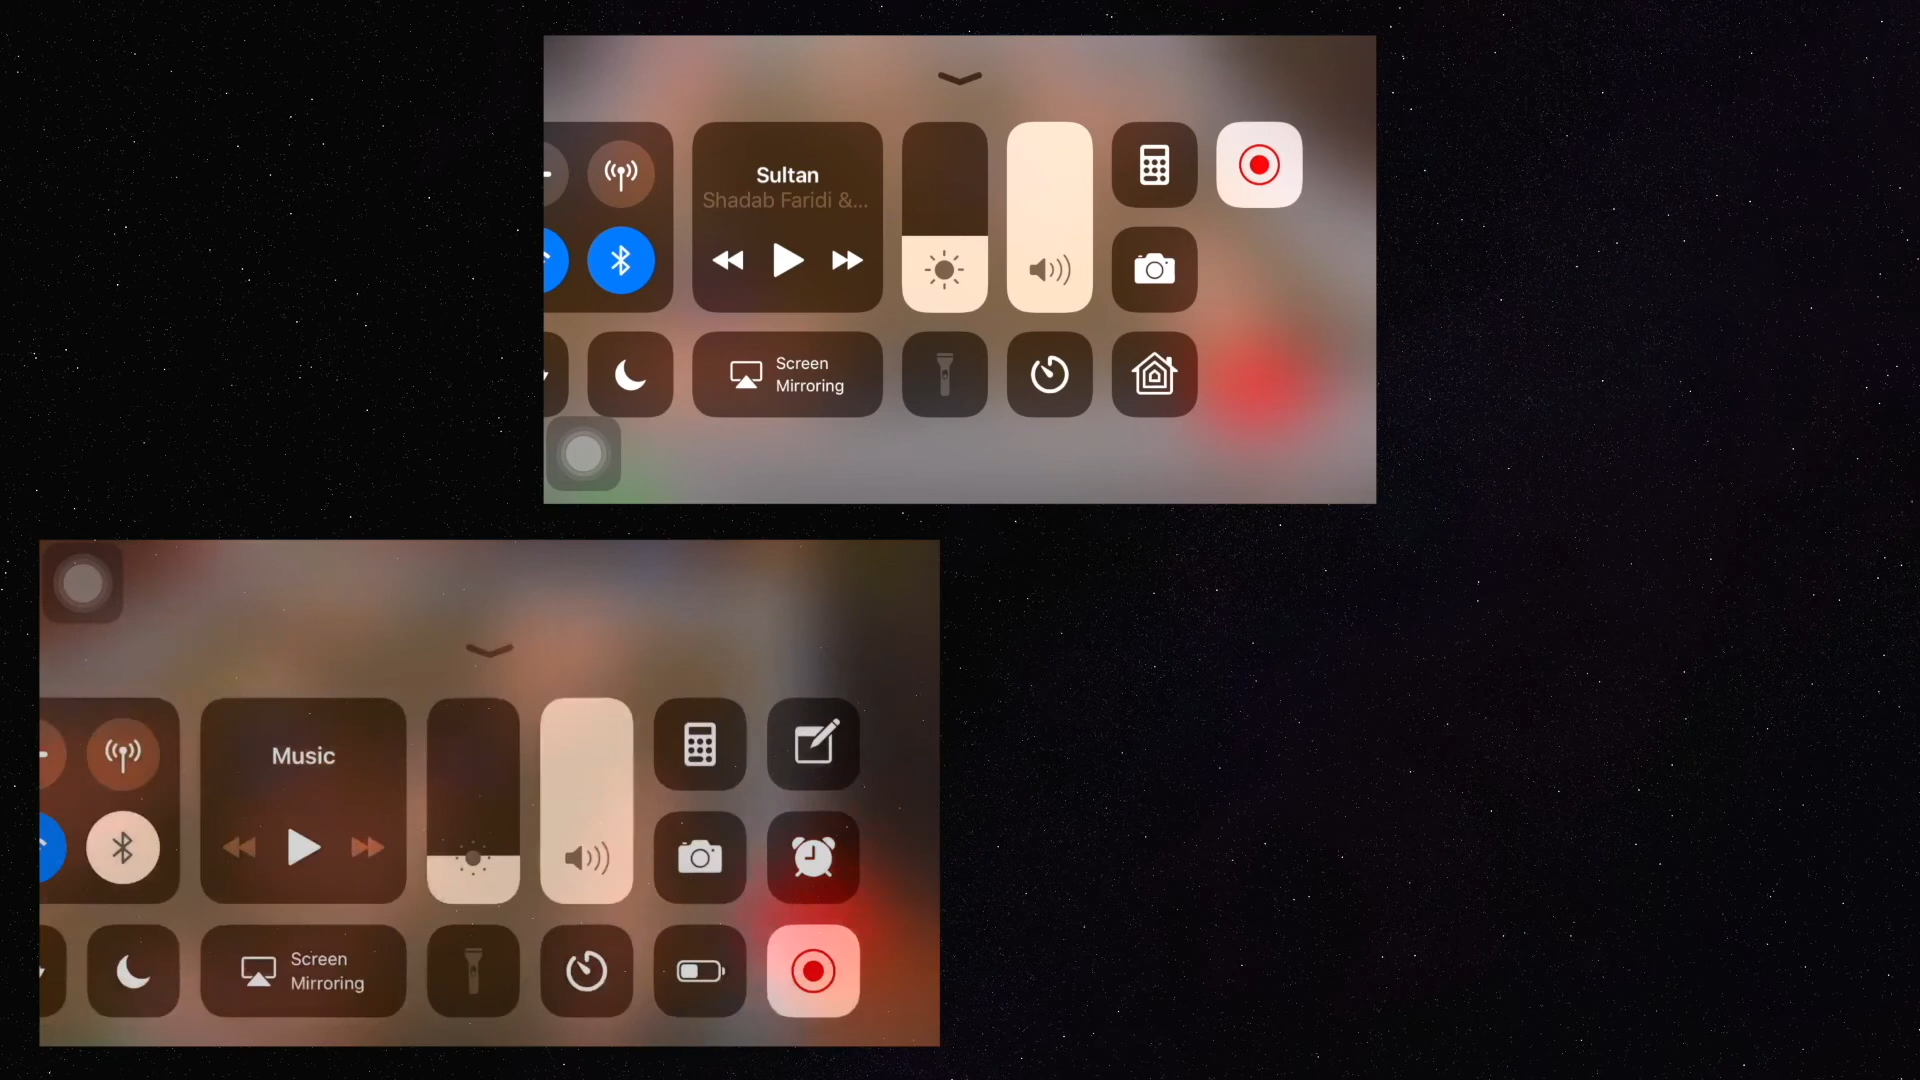 Sultan
Shadab Faridi &...
Screen
Mirroring
Music
Screen
Mirroring